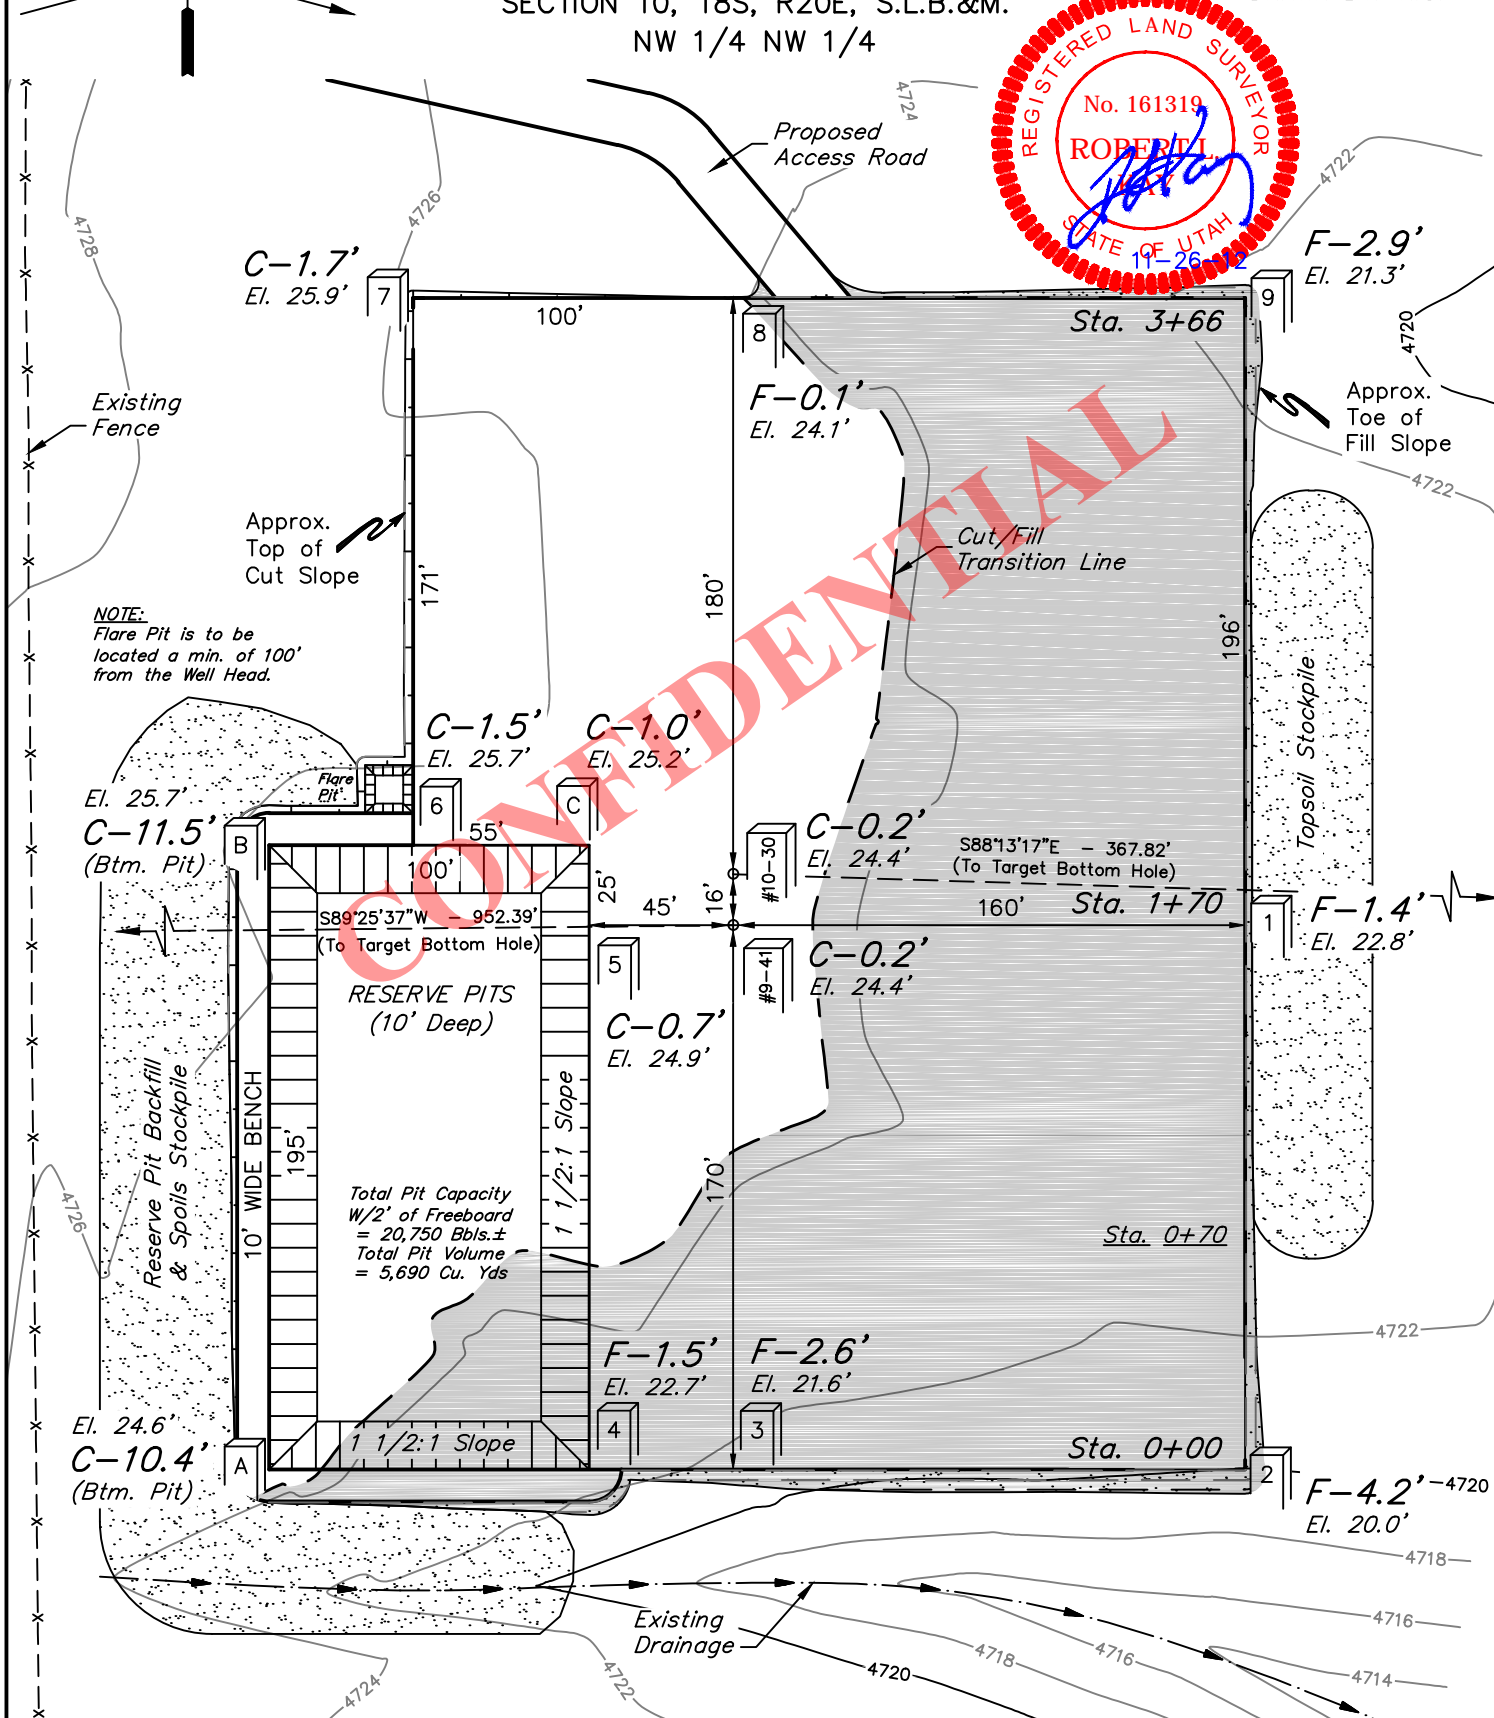 SECTION 10, T8S, R20E, S.L.B.&M.
NW 1/4 NW 1/4
REGISTERED LAND SURVEYOR
No. 161319
ROBERT L.
KAY
STATE OF UTAH
11-26-12
4724
Proposed
Access Road
4722
4726
4728
C-1.7'
El. 25.9'
7
100'
8
F-0.1'
El. 24.1'
Sta. 3+66
9
F-2.9'
El. 21.3'
4720
Existing
Fence
Approx.
Toe of
Fill Slope
4722
Approx.
Top of
Cut Slope
171'
180'
Cut/Fill
Transition Line
196'
NOTE:
Flare Pit is to be
located a min. of 100'
from the Well Head.
CONFIDENTIAL
Topsoil Stockpile
C-1.5'
El. 25.7'
C-1.0'
El. 25.2'
Flare
Pit
6
C
55'
El. 25.7'
C-11.5'
(Btm. Pit)
B
100'
25'
#10-30
C-0.2'
El. 24.4'
S88°13'17"E - 367.82'
(To Target Bottom Hole)
S89°25'37"W - 952.39'
(To Target Bottom Hole)
45'
16'
160'
Sta. 1+70
1
F-1.4'
El. 22.8'
5
#9-41
C-0.2'
El. 24.4'
RESERVE PITS
(10' Deep)
C-0.7'
El. 24.9'
Reserve Pit Backfill
& Spoils Stockpile
10' WIDE BENCH
195'
1 1/2:1 Slope
170'
Total Pit Capacity
W/2' of Freeboard
= 20,750 Bbls.±
Total Pit Volume
= 5,690 Cu. Yds
4726
Sta. 0+70
4722
F-1.5'
El. 22.7'
F-2.6'
El. 21.6'
El. 24.6'
C-10.4'
(Btm. Pit)
A
1 1/2:1 Slope
4
3
Sta. 0+00
2
F-4.2'
El. 20.0'
4720
4718
Existing
Drainage
4716
4718
4716
4714
4720
4722
4724